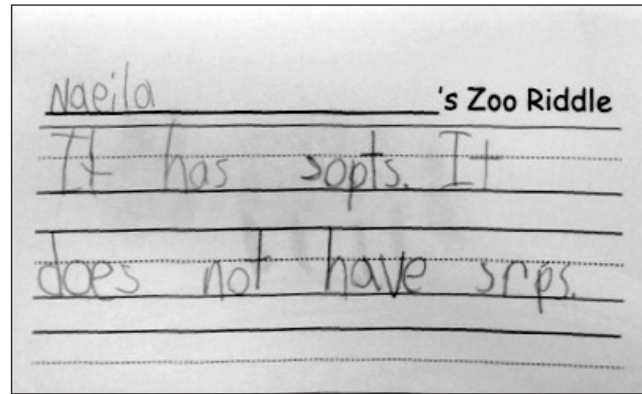 Naeila 's Zoo Riddle
It has sopts. It
does not have srps.